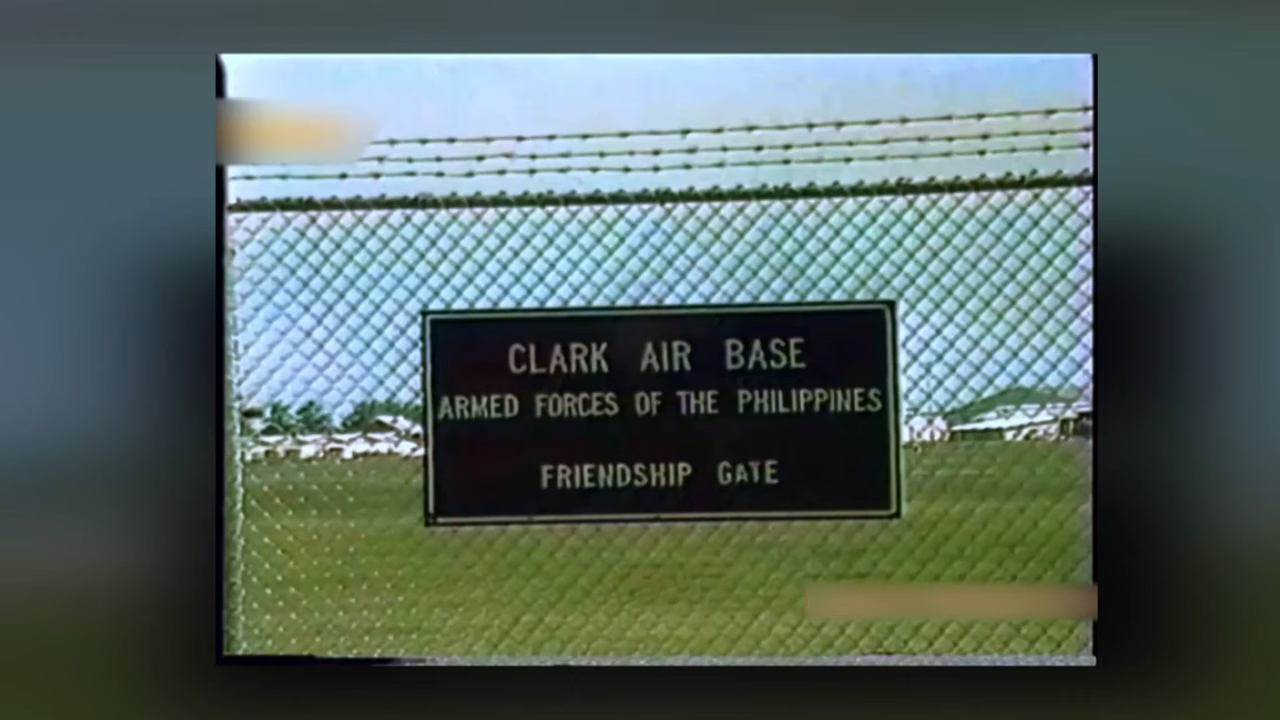 CLARK AIR BASE
ARMED FORCES OF THE PHILIPPINES
FRIENDSHIP GATE